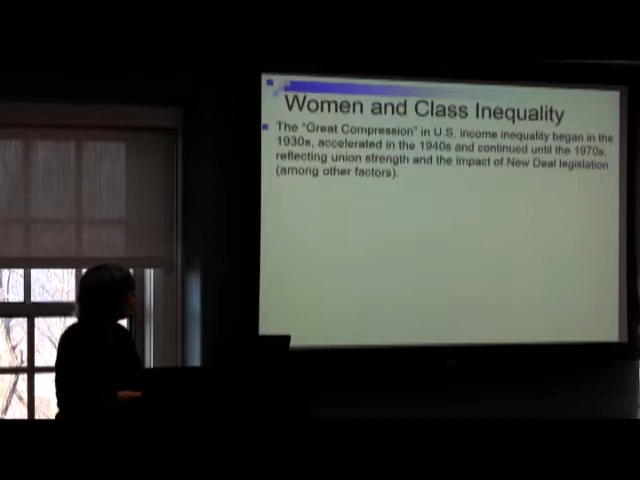 Women and Class Inequality
The "Great Compression" in U.S. income inequality began in the
1930s, accelerated in the 1940s and continued until the 1970s,
reflecting union strength and the impact of New Deal legislation
(among other factors).